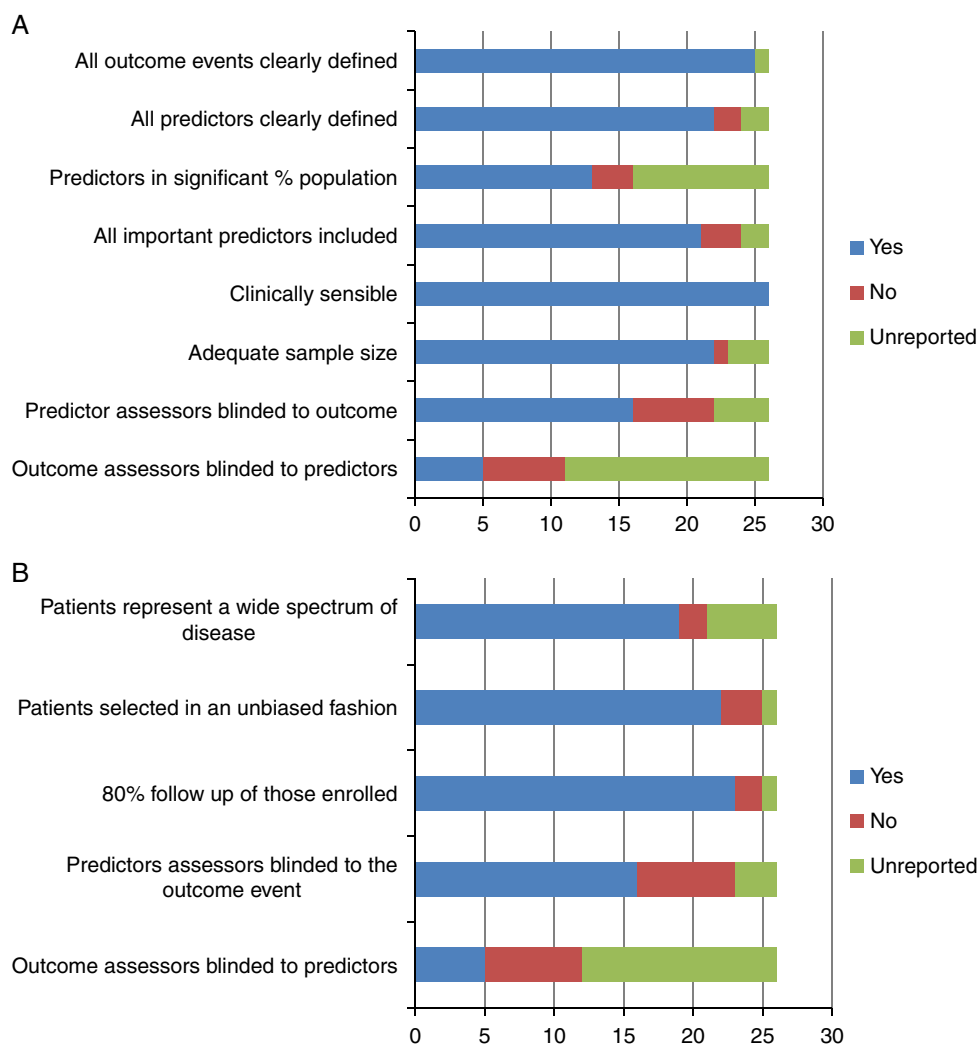 A
All outcome events clearly defined
All predictors clearly defined
Predictors in significant % population
All important predictors included
Clinically sensible
Adequate sample size
Predictor assessors blinded to outcome
Outcome assessors blinded to predictors
0 5 10 15 20 25 30
Yes
No
Unreported
B
Patients represent a wide spectrum of
disease
Patients selected in an unbiased fashion
80% follow up of those enrolled
Predictors assessors blinded to the
outcome event
Outcome assessors blinded to predictors
0 5 10 15 20 25 30
Yes
No
Unreported